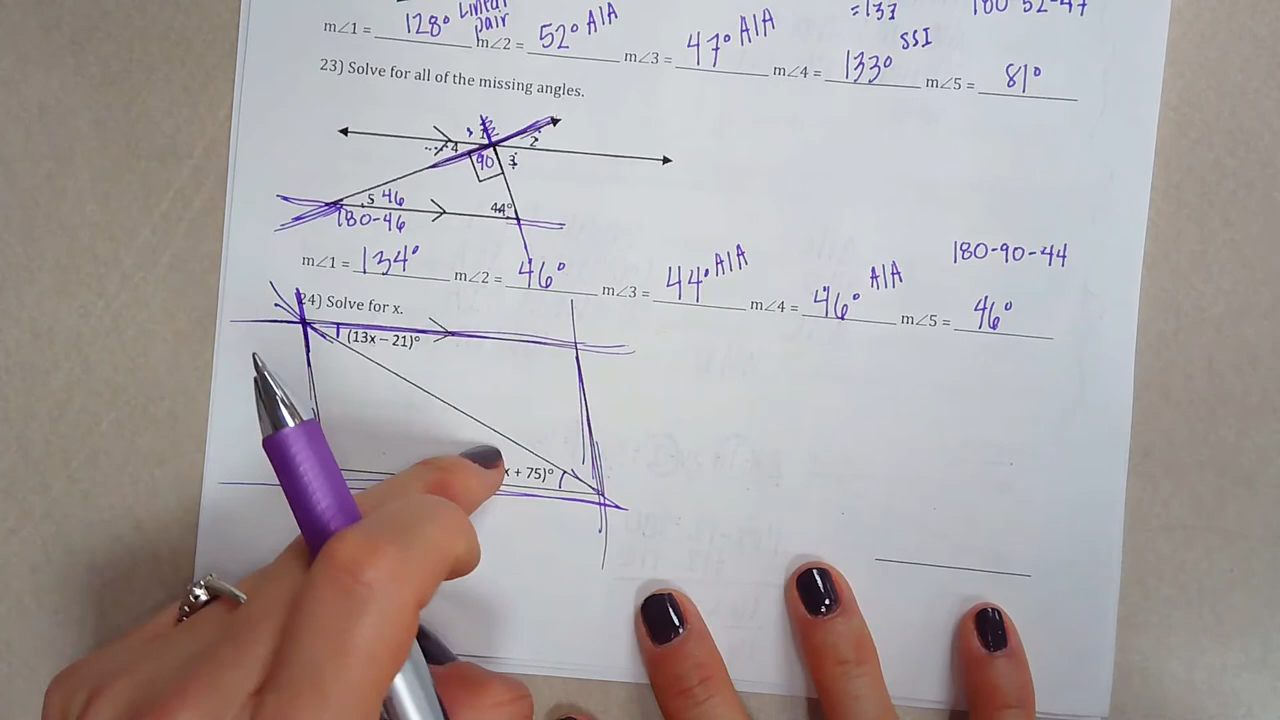 =133 180-52-47
m∠1 = 128° Linear pair m∠2 = 52° AIA m∠3 = 47° AIA m∠4 = 133° SSI m∠5 = 81°
23) Solve for all of the missing angles.
1
4 90 3 2
5 46 44°
180-46
180-90-44
m∠1 = 134° m∠2 = 46° m∠3 = 44° AIA m∠4 = 46° AIA m∠5 = 46°
24) Solve for x.
(13x – 21)°
x + 75)°